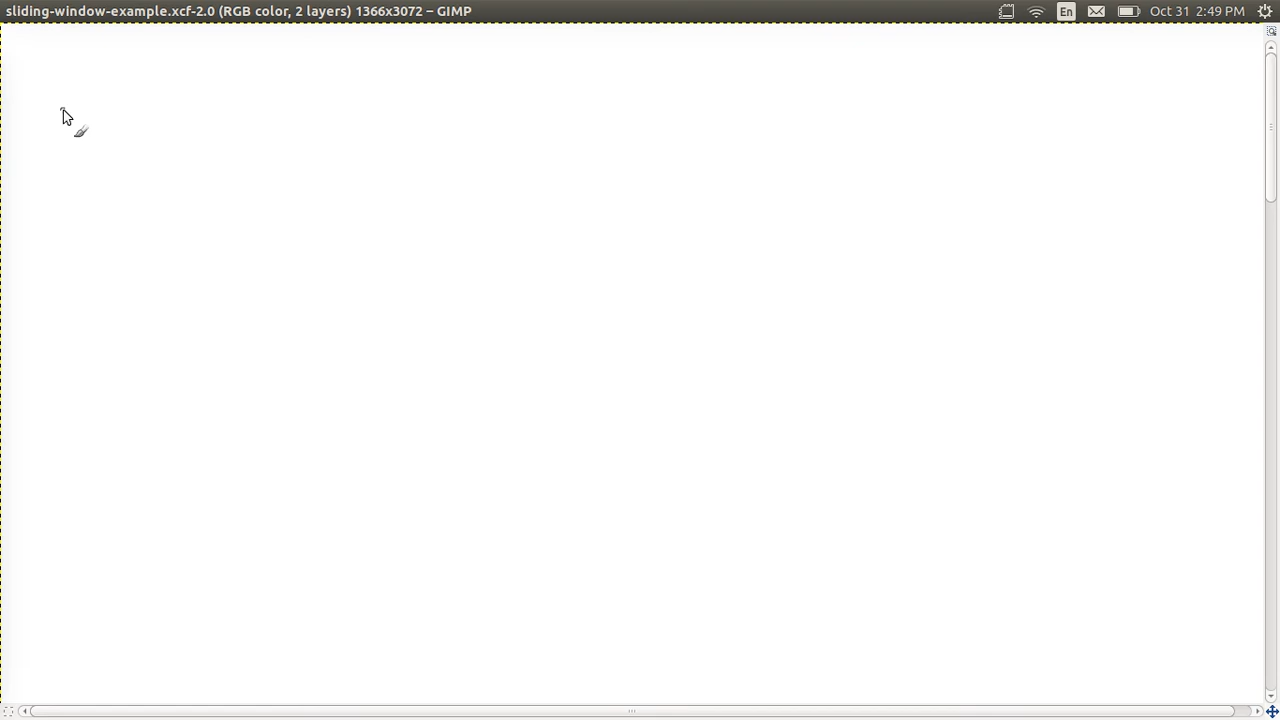 sliding-window-example.xcf-2.0 (RGB color, 2 layers) 1366x3072 – GIMP
En
Oct 31 2:49 PM